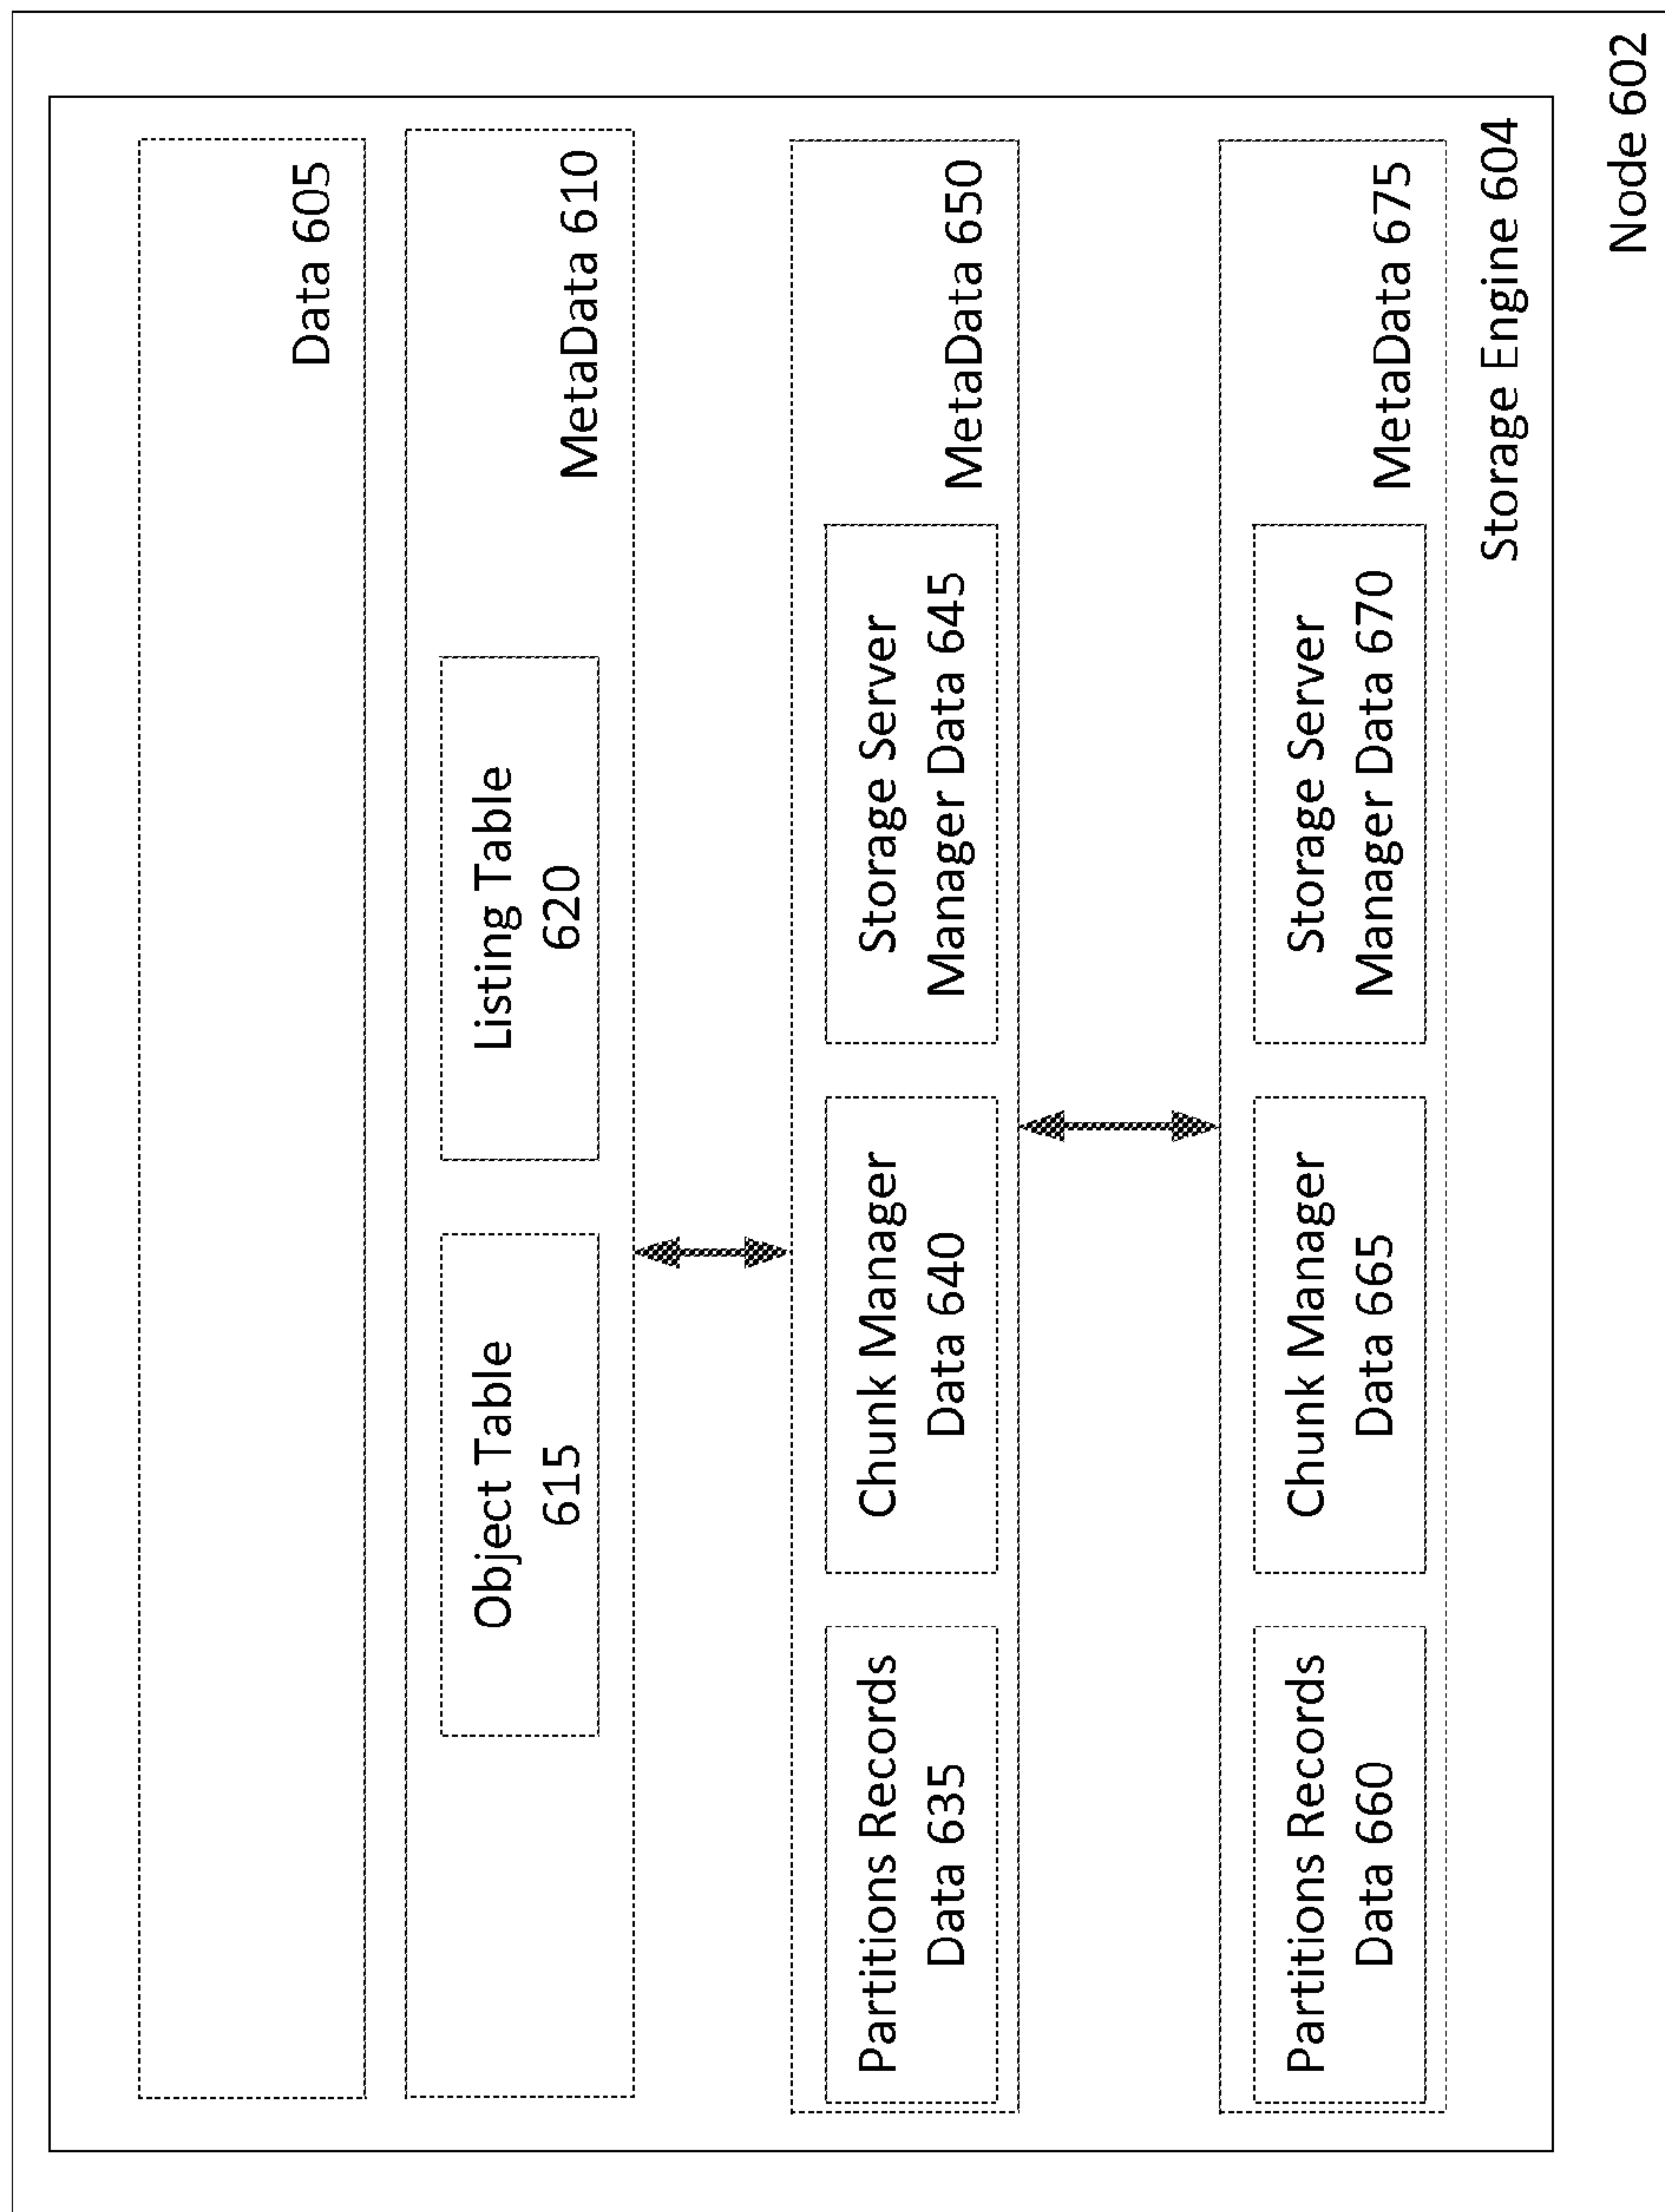 Data 605
Object Table
615
Listing Table
620
MetaData 610
Partitions Records
Data 635
Chunk Manager
Data 640
Storage Server
Manager Data 645
MetaData 650
Partitions Records
Data 660
Chunk Manager
Data 665
Storage Server
Manager Data 670
MetaData 675
Storage Engine 604
Node 602